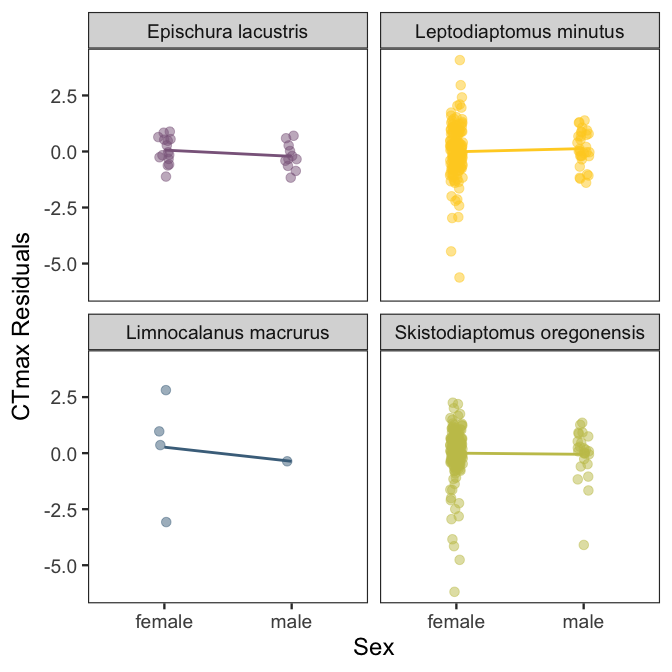 Epischura lacustris
Leptodiaptomus minutus
2.5
0.0
-2.5
-5.0
Limnocalanus macrurus
Skistodiaptomus oregonensis
2.5
0.0
-2.5
-5.0
CTmax Residuals
female
male
female
male
Sex